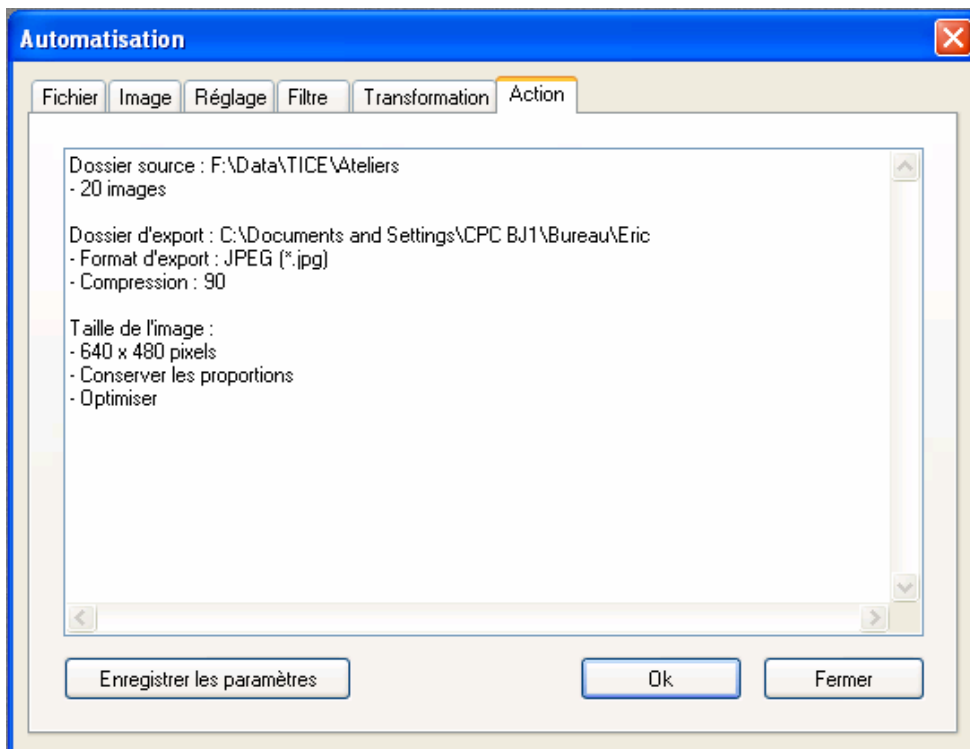 Automatisation
Fichier Image Réglage Filtre Transformation Action
Dossier source : F:\Data\TICE\Ateliers
- 20 images
Dossier d'export : C:\Documents and Settings\CPC BJ1\Bureau\Eric
- Format d'export : JPEG (*.jpg)
- Compression : 90
Taille de l'image :
- 640 x 480 pixels
- Conserver les proportions
- Optimiser
Enregistrer les paramètres Ok Fermer